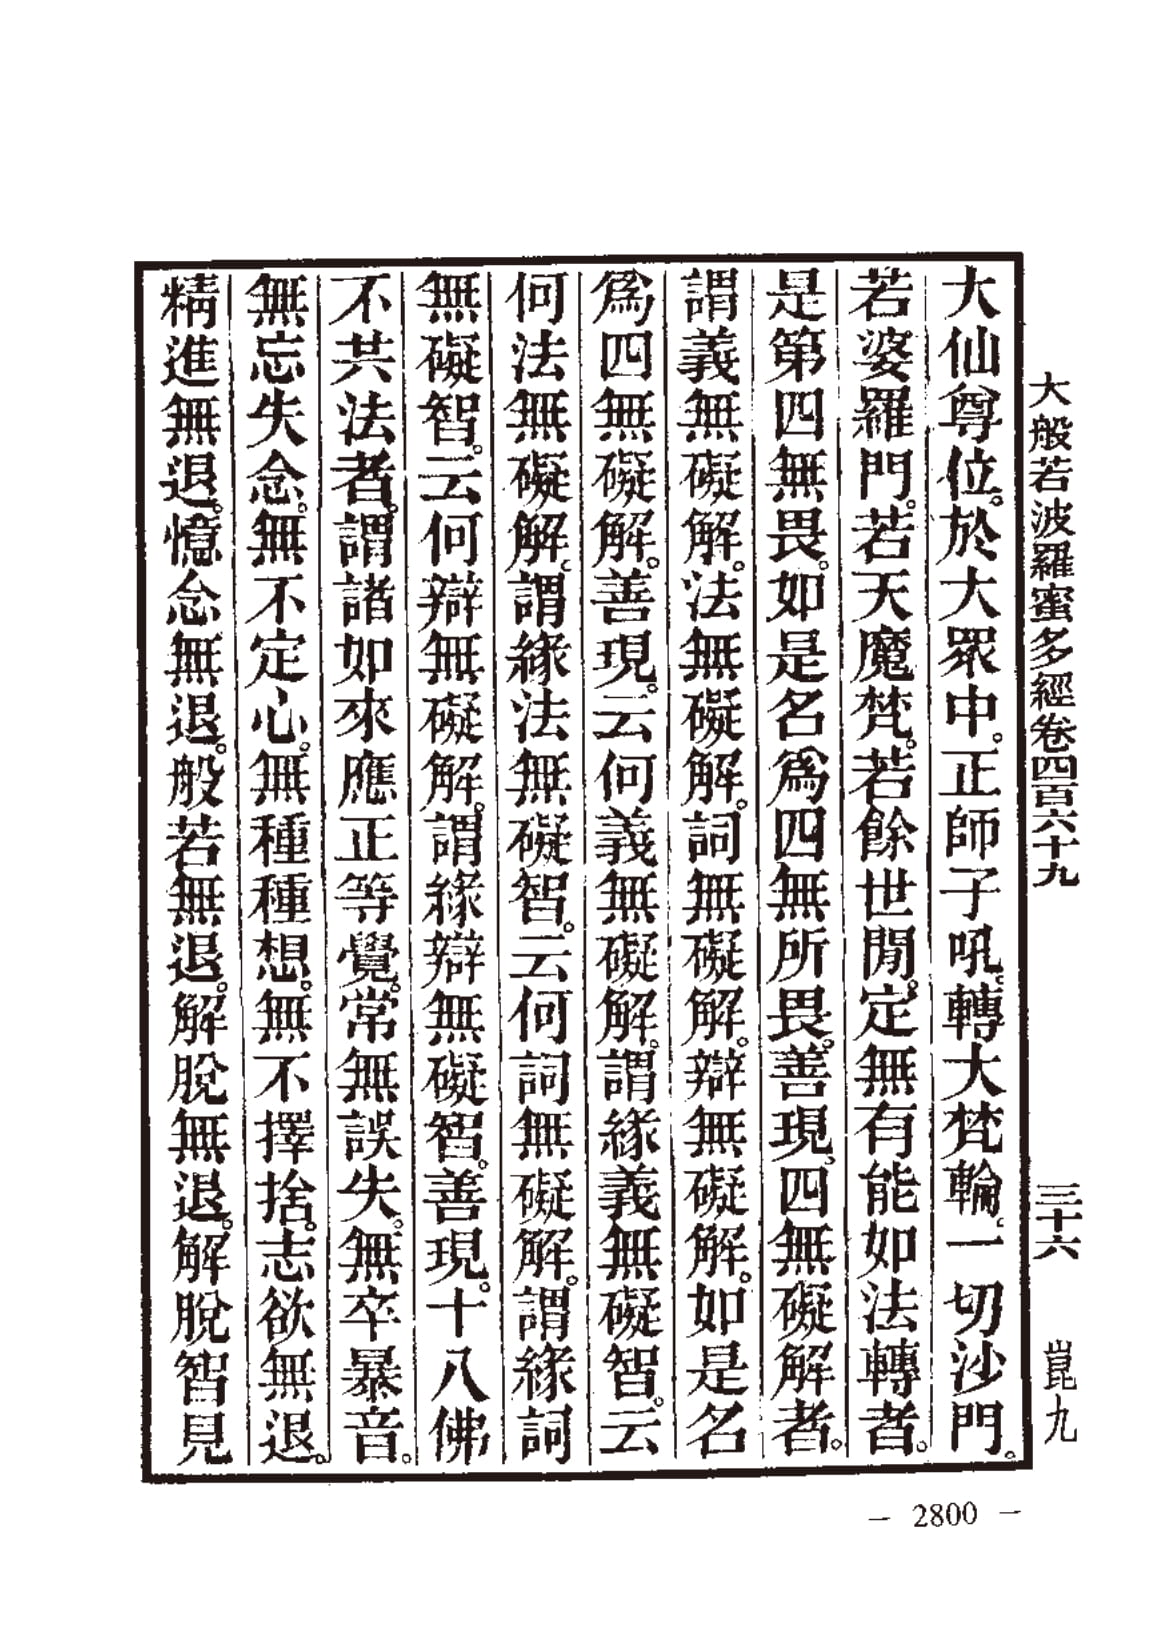 大般若波羅蜜多經卷四百六十九 三十六 崑九
大仙尊位。於大眾中。正師子吼。轉大梵輪。一切沙門。
若婆羅門。若天魔梵。若餘世閒。定無有能如法轉者。
是第四無畏。如是名爲四無所畏。善現、四無礙解者。
謂義無礙解。法無礙解。詞無礙解。辯無礙解。如是名
爲四無礙解。善現。云何義無礙解。謂緣義無礙智。云
何法無礙解。謂緣法無礙智。云何詞無礙解。謂緣詞
無礙智。云何辯無礙解。謂緣辯無礙智。善現。十八佛
不共法者。謂諸如來應正等覺。常無誤失。無卒暴音。
無忘失念。無不定心。無種種想。無不擇捨。志欲無退。
精進無退。憶念無退。般若無退。解脫無退。解脫智見
— 2800 —